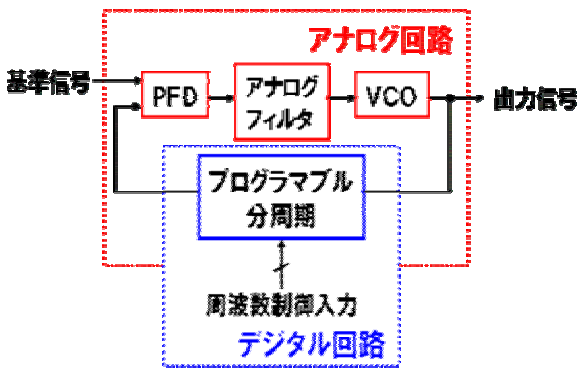 アナログ回路
基準信号
PFD
アナログ
フィルタ
VCO
出力信号
プログラマブル
分周期
周波数制御入力
デジタル回路